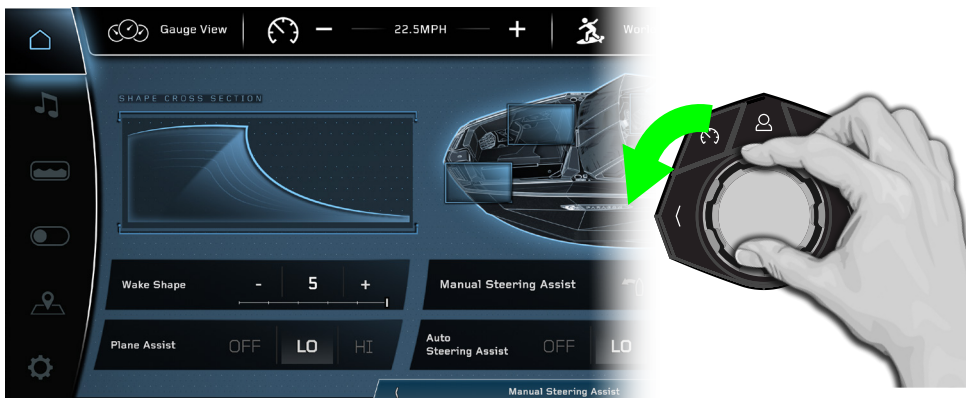 Gauge View
22.5MPH
SHAPE CROSS SECTION
Wake Shape
- 5 +
Manual Steering Assist
Plane Assist
OFF LO HI
Auto
Steering Assist
OFF LO
Manual Steering Assist